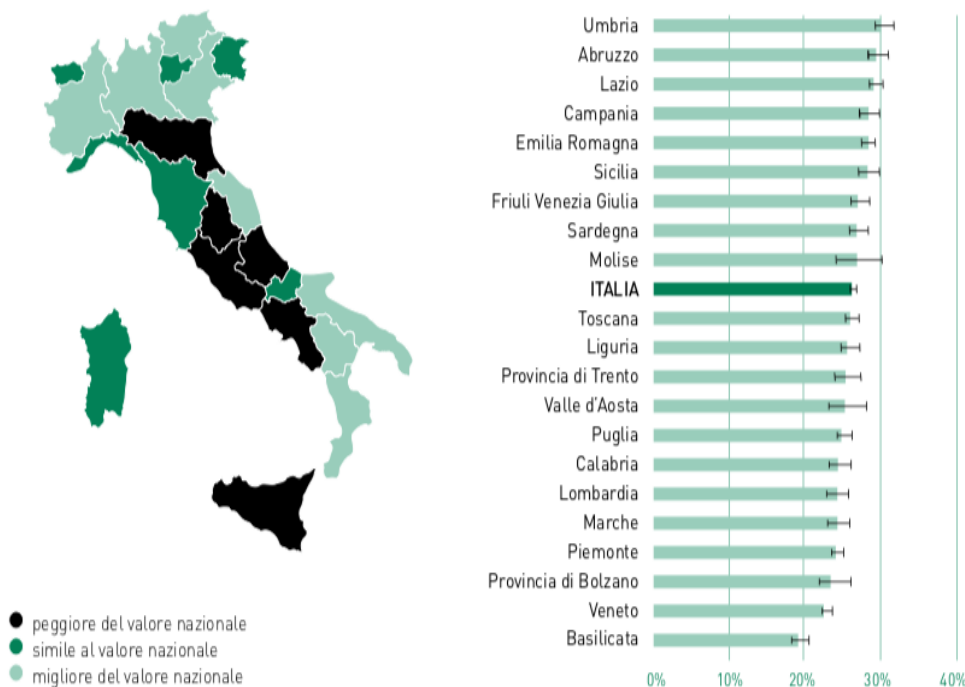 Umbria
Abruzzo
Lazio
Campania
Emilia Romagna
Sicilia
Friuli Venezia Giulia
Sardegna
Molise
ITALIA
Toscana
Liguria
Provincia di Trento
Valle d'Aosta
Puglia
Calabria
Lombardia
Marche
Piemonte
Provincia di Bolzano
Veneto
Basilicata
0% 10% 20% 30% 40%
peggiore del valore nazionale
simile al valore nazionale
migliore del valore nazionale